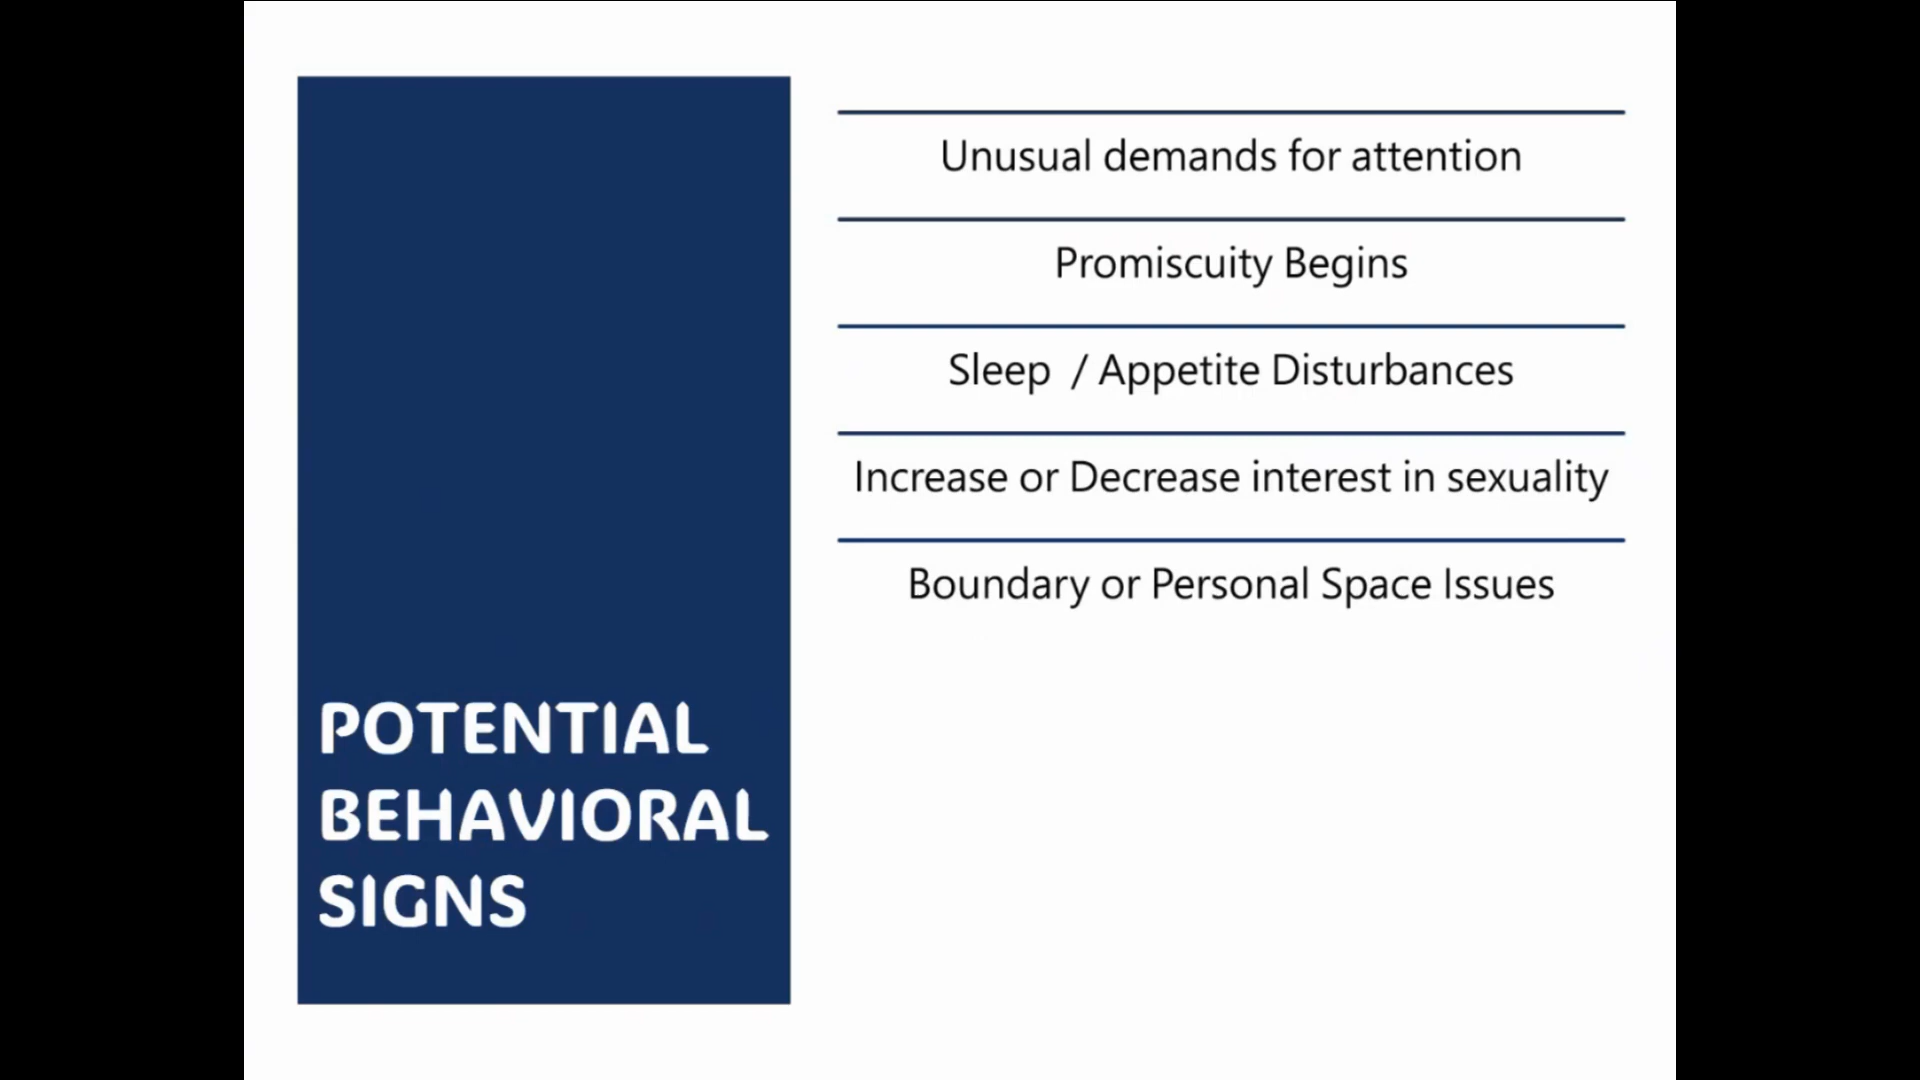 Unusual demands for attention
Promiscuity Begins
Sleep  / Appetite Disturbances
Increase or Decrease interest in sexuality
Boundary or Personal Space Issues
POTENTIAL
BEHAVIORAL
SIGNS